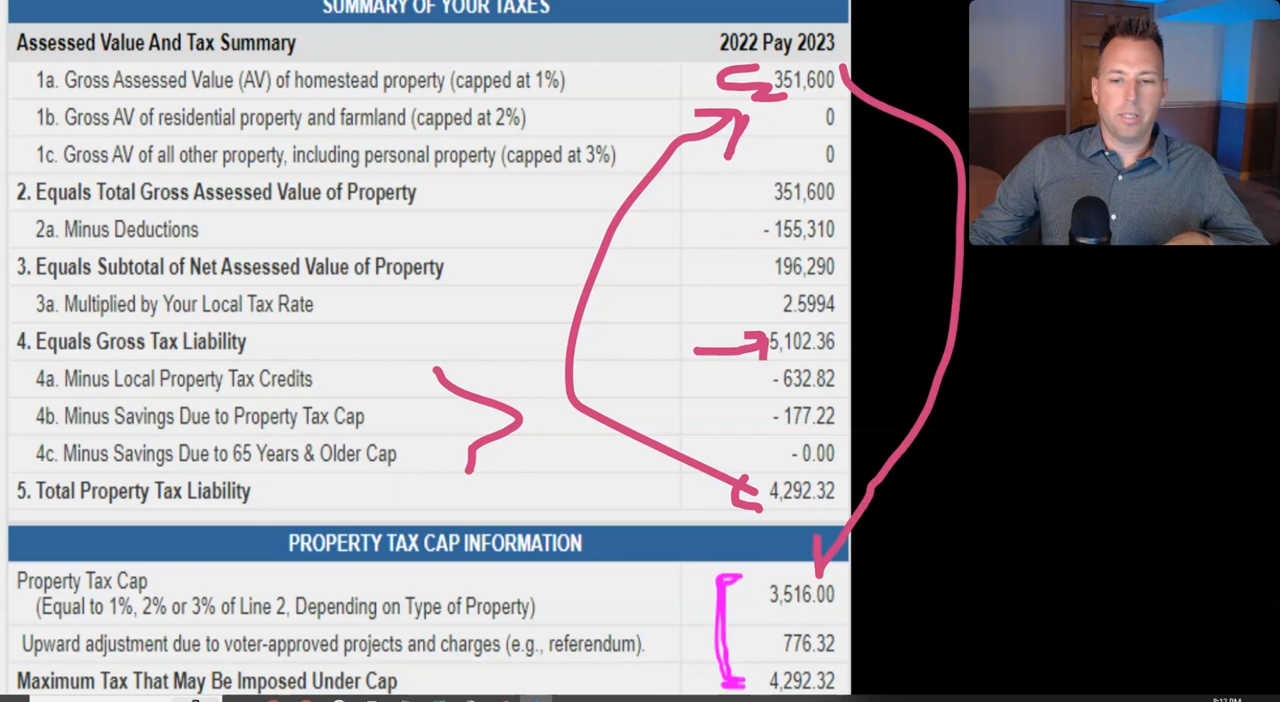 SUMMARY OF YOUR TAXES
Assessed Value And Tax Summary 2022 Pay 2023
1a. Gross Assessed Value (AV) of homestead property (capped at 1%) 351,600
1b. Gross AV of residential property and farmland (capped at 2%) 0
1c. Gross AV of all other property, including personal property (capped at 3%) 0
2. Equals Total Gross Assessed Value of Property 351,600
2a. Minus Deductions - 155,310
3. Equals Subtotal of Net Assessed Value of Property 196,290
3a. Multiplied by Your Local Tax Rate 2.5994
4. Equals Gross Tax Liability 5,102.36
4a. Minus Local Property Tax Credits - 632.82
4b. Minus Savings Due to Property Tax Cap - 177.22
4c. Minus Savings Due to 65 Years & Older Cap - 0.00
5. Total Property Tax Liability 4,292.32
PROPERTY TAX CAP INFORMATION
Property Tax Cap
(Equal to 1%, 2% or 3% of Line 2, Depending on Type of Property) 3,516.00
Upward adjustment due to voter-approved projects and charges (e.g., referendum). 776.32
Maximum Tax That May Be Imposed Under Cap 4,292.32